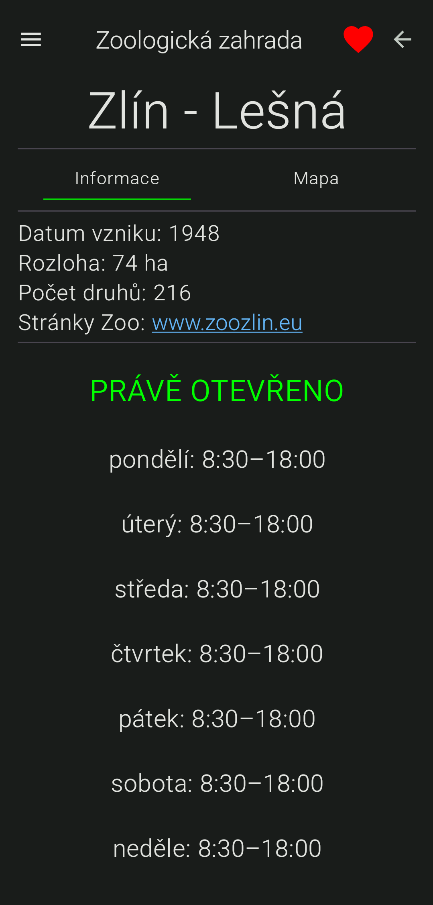 Zoologická zahrada
Zlín - Lešná
Informace
Mapa
Datum vzniku: 1948
Rozloha: 74 ha
Počet druhů: 216
Stránky Zoo: www.zoozlin.eu
PRÁVĚ OTEVŘENO
pondělí: 8:30–18:00
úterý: 8:30–18:00
středa: 8:30–18:00
čtvrtek: 8:30–18:00
pátek: 8:30–18:00
sobota: 8:30–18:00
neděle: 8:30–18:00